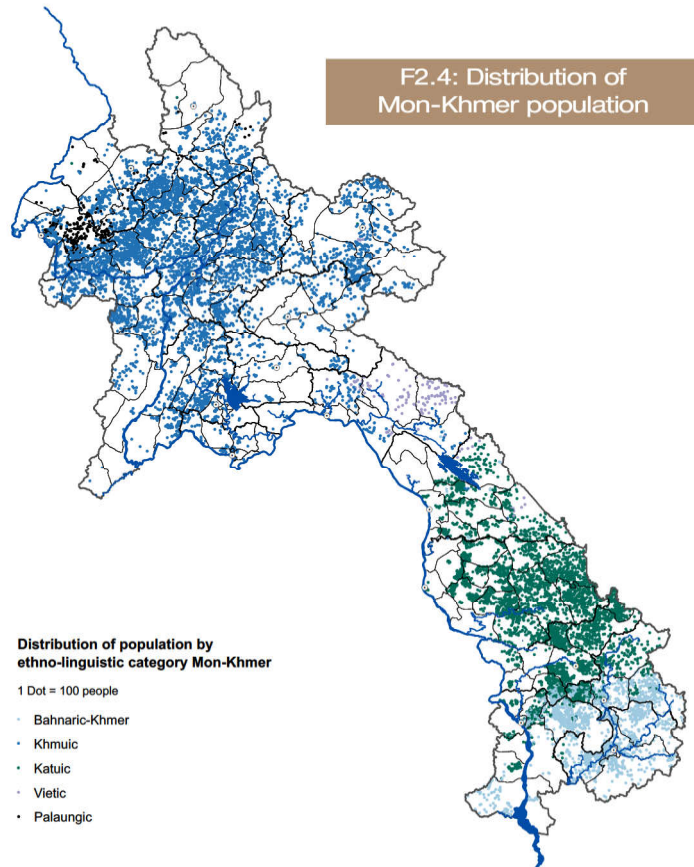 F2.4: Distribution of
Mon-Khmer population
Distribution of population by
ethno-linguistic category Mon-Khmer
1 Dot = 100 people
Bahnaric-Khmer
Khmuic
Katuic
Vietic
Palaungic